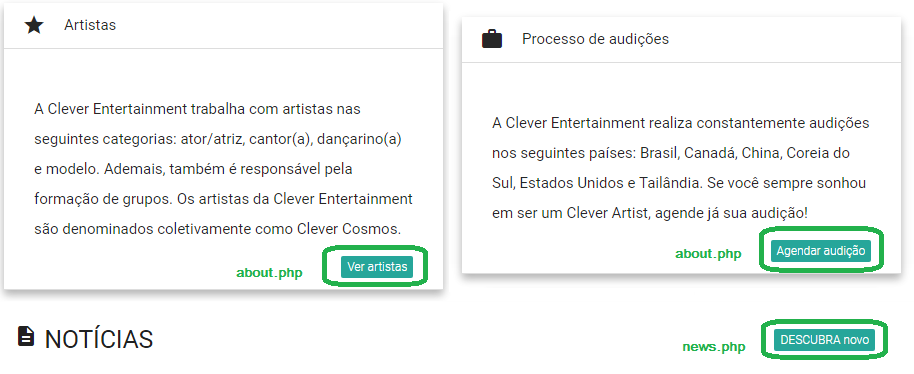 Artistas
A Clever Entertainment trabalha com artistas nas
seguintes categorias: ator/atriz, cantor(a), dançarino(a)
e modelo. Ademais, também é responsável pela
formação de grupos. Os artistas da Clever Entertainment
são denominados coletivamente como Clever Cosmos.
about.php
Ver artistas
Processo de audições
A Clever Entertainment realiza constantemente audições
nos seguintes países: Brasil, Canadá, China, Coreia do
Sul, Estados Unidos e Tailândia. Se você sempre sonhou
em ser um Clever Artist, agende já sua audição!
about.php
Agendar audição
NOTÍCIAS
news.php
DESCUBRA novo